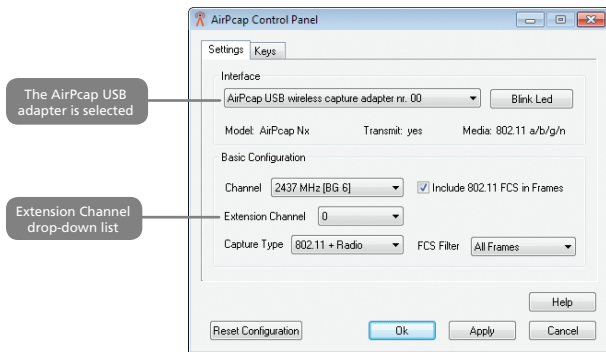 AirPcap Control Panel
Settings Keys
Interface
The AirPcap USB
adapter is selected
AirPcap USB wireless capture adapter nr. 00 Blink Led
Model: AirPcap Nx Transmit: yes Media: 802.11 a/b/g/n
Basic Configuration
Channel 2437 MHz [BG 6] Include 802.11 FCS in Frames
Extension Channel
drop-down list
Extension Channel 0
Capture Type 802.11 + Radio FCS Filter All Frames
Help
Reset Configuration Ok Apply Cancel